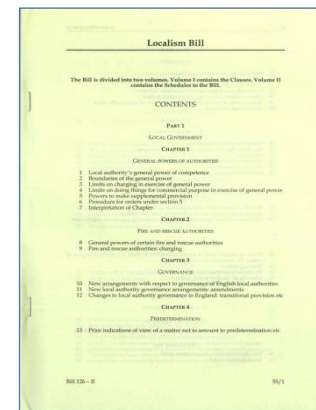 Localism Bill
The Bill is divided into two volumes. Volume I contains the Clauses. Volume II
contains the Schedules to the Bill.
CONTENTS
PART 1
LOCAL GOVERNMENT
CHAPTER 1
GENERAL POWERS OF AUTHORITIES
1 Local authority's general power of competence
2 Boundaries of the general power
3 Limits on charging in exercise of general power
4 Limits on doing things for commercial purpose in exercise of general power
5 Powers to make supplemental provision
6 Procedure for orders under section 5
7 Interpretation of Chapter
CHAPTER 2
FIRE AND RESCUE AUTHORITIES
8 General powers of certain fire and rescue authorities
9 Fire and rescue authorities: charging
CHAPTER 3
GOVERNANCE
10 New arrangements with respect to governance of English local authorities
11 New local authority governance arrangements: amendments
12 Changes to local authority governance in England: transitional provision etc
CHAPTER 4
PREDETERMINATION
13 Prior indications of view of a matter not to amount to predetermination etc
Bill 126 – II 55/1